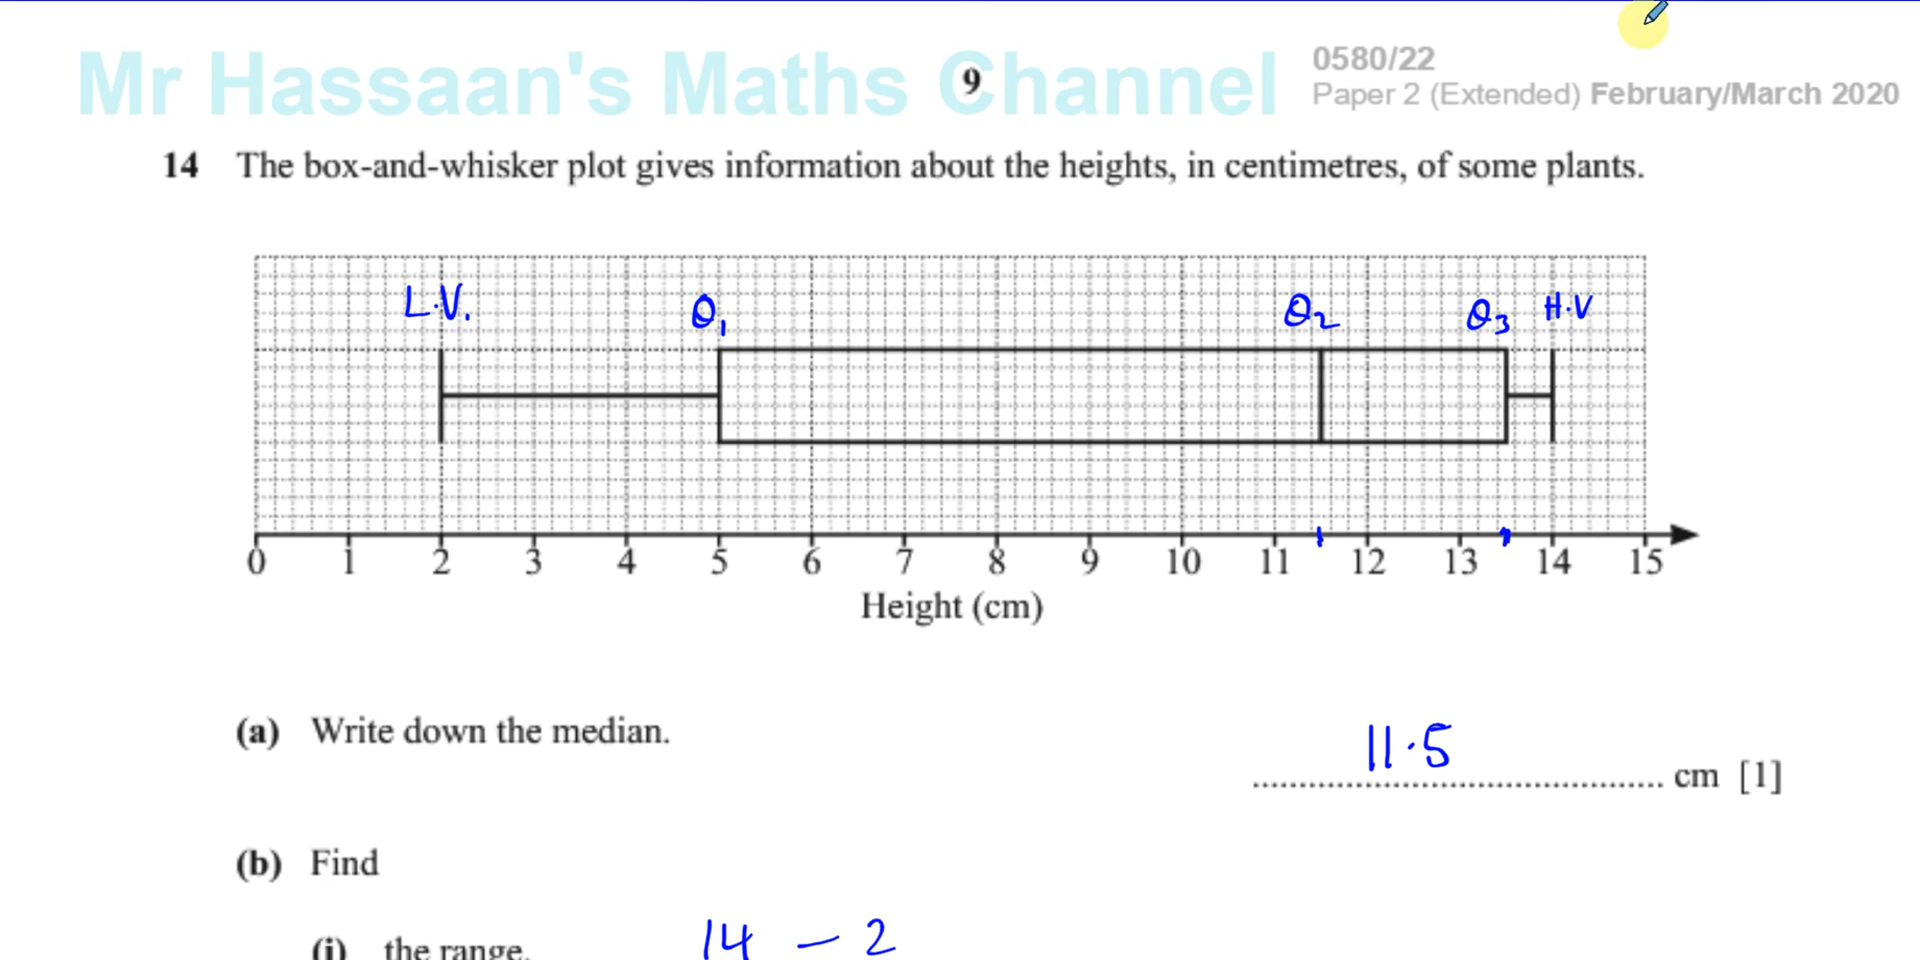 Mr Hassaan's Maths Channel
9
0580/22
Paper 2 (Extended) February/March 2020
14 The box-and-whisker plot gives information about the heights, in centimetres, of some plants.
L.V. Q1 Q2 Q3 H.V
0 1 2 3 4 5 6 7 8 9 10 11 12 13 14 15
Height (cm)
(a) Write down the median.
11.5
cm [1]
(b) Find
(i) the range. 14 – 2